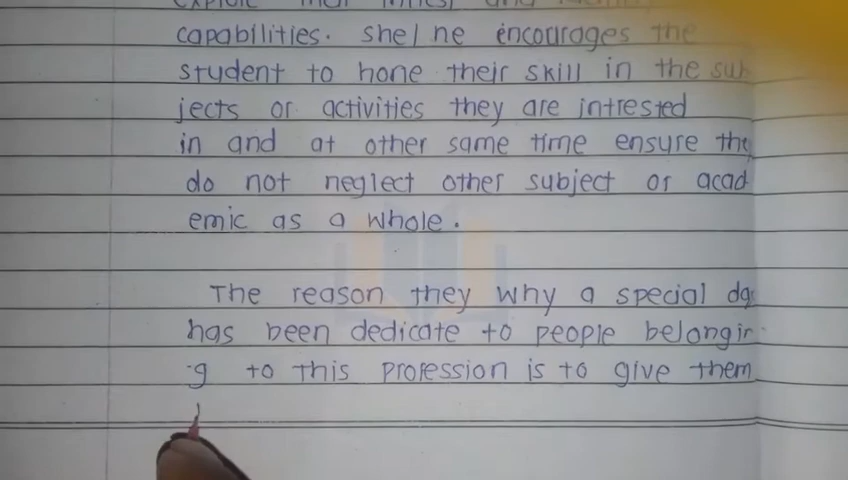 capabilities. she/ he encourages the
student to hone their skill in the sub
jects or activities they are intrested
in and at other same time ensure they
do not neglect other subject or acad
emic as a whole.
The reason they why a special day
has been dedicate to people belongin
g to this profession is to give them